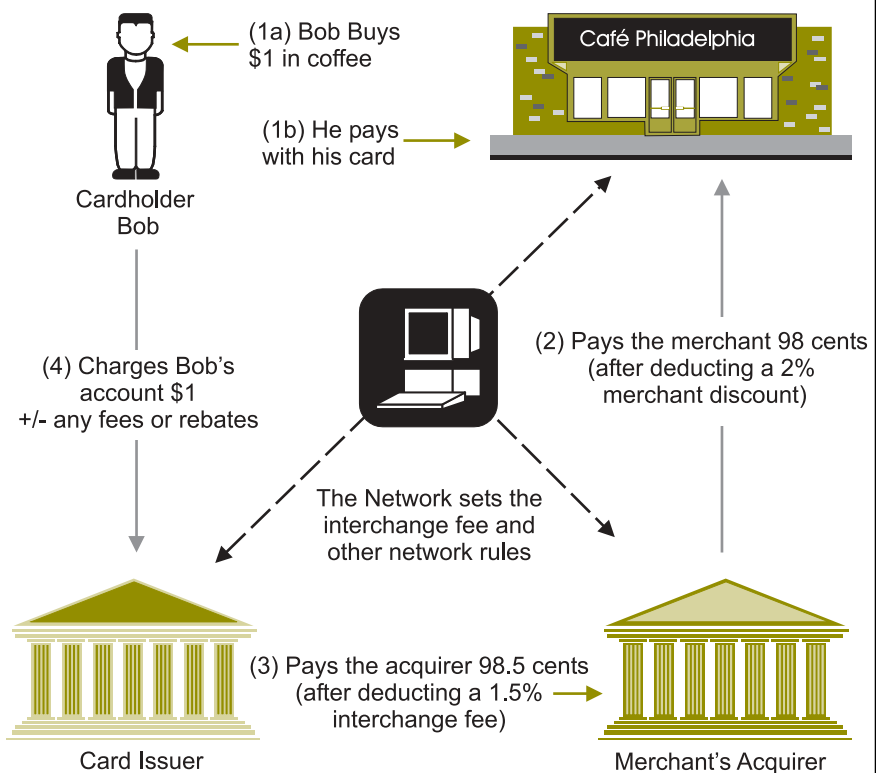 (1a) Bob Buys
$1 in coffee
Café Philadelphia
(1b) He pays
with his card
Cardholder
Bob
(2) Pays the merchant 98 cents
(after deducting a 2%
merchant discount)
(4) Charges Bob's
account $1
+/- any fees or rebates
The Network sets the
interchange fee and
other network rules
(3) Pays the acquirer 98.5 cents
(after deducting a 1.5%
interchange fee)
Card Issuer
Merchant's Acquirer